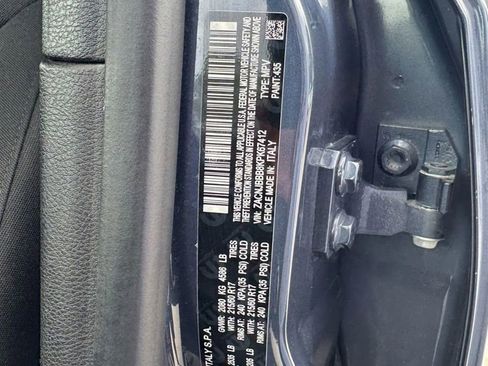 ITALY S.P.A.
GVWR: 2080 KG 4586 LB
WITH: 215/60 R17 TIRES
RIMS AT: 240 KPA(35 PSI) COLD
WITH: 215/60 R17 TIRES
RIMS AT: 240 KPA(35 PSI) COLD
THIS VEHICLE CONFORMS TO ALL APPLICABLE U.S.A. FEDERAL MOTOR VEHICLE SAFETY AND
THEFT PREVENTION STANDARDS IN EFFECT ON THE DATE OF MANUFACTURE SHOWN ABOVE.
VIN: ZACNJBBB8KPK67412 TYPE: MPV
VEHICLE MADE IN: ITALY PAINT: 435